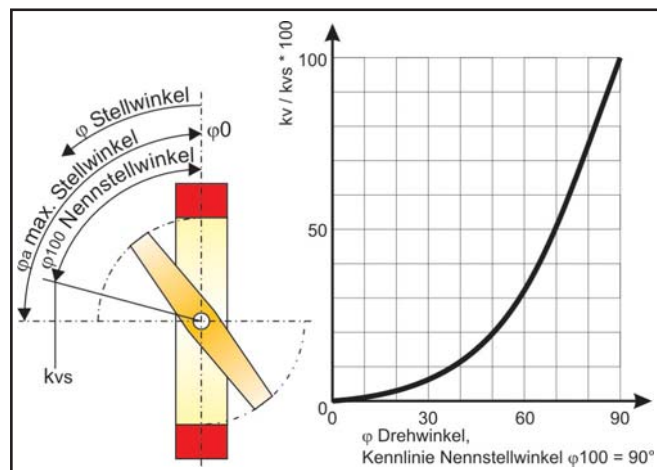 φ Stellwinkel
φa max. Stellwinkel
φ100 Nennstellwinkel
φ0
kvs
kv / kvs * 100
100
50
0
0
30
60
90
φ Drehwinkel,
Kennlinie Nennstellwinkel φ100 = 90°